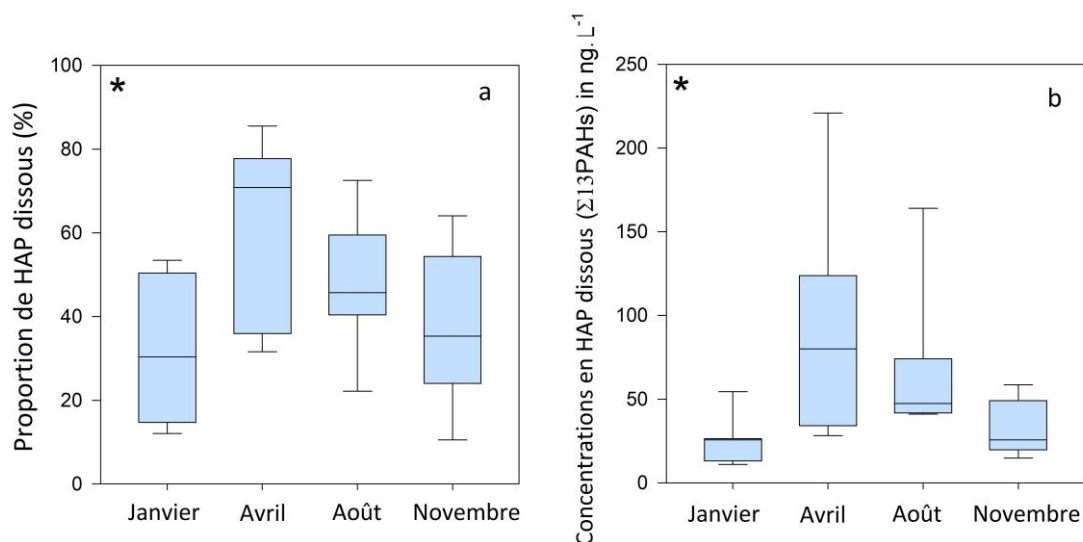 Proportion de HAP dissous (%)
100
80
60
40
20
0
*
a
Janvier Avril Août Novembre
Concentrations en HAP dissous (Σ13PAHs) in ng. L⁻¹
250
200
150
100
50
0
*
b
Janvier Avril Août Novembre